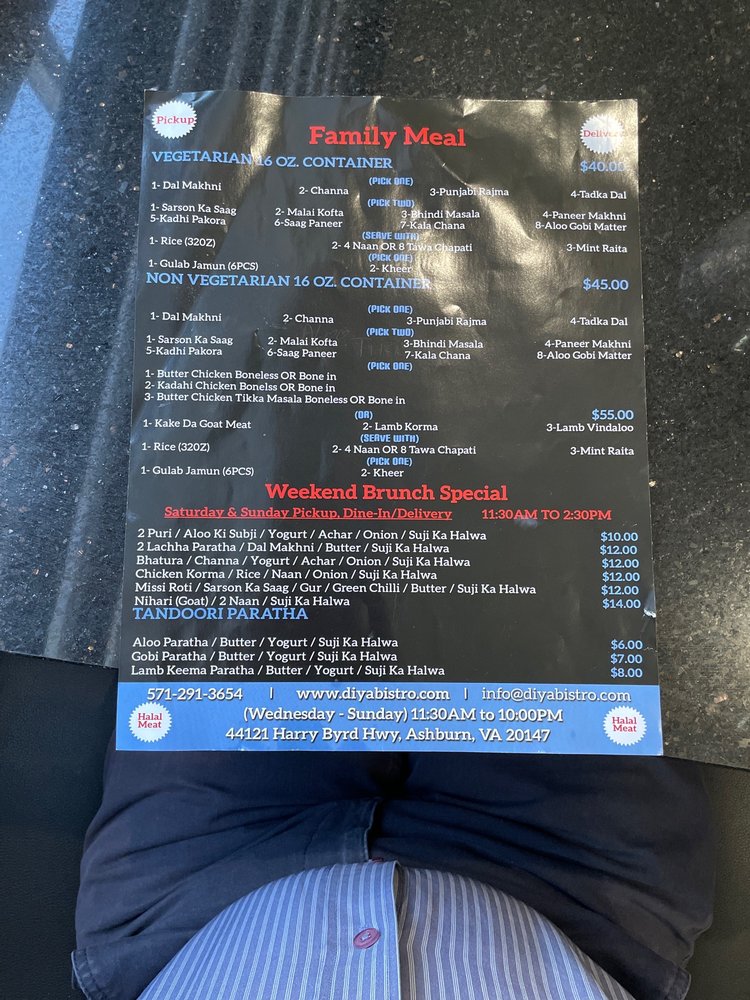 Pickup
Delivery
Family Meal
VEGETARIAN 16 OZ. CONTAINER $40.00
(PICK ONE)
1- Dal Makhni 2- Channa 3-Punjabi Rajma 4-Tadka Dal
(PICK TWO)
1- Sarson Ka Saag 2- Malai Kofta 3-Bhindi Masala 4-Paneer Makhni
5-Kadhi Pakora 6-Saag Paneer 7-Kala Chana 8-Aloo Gobi Matter
(SERVE WITH)
1- Rice (32OZ) 2- 4 Naan OR 8 Tawa Chapati 3-Mint Raita
(PICK ONE)
1- Gulab Jamun (6PCS) 2- Kheer
NON VEGETARIAN 16 OZ. CONTAINER $45.00
(PICK ONE)
1- Dal Makhni 2- Channa 3-Punjabi Rajma 4-Tadka Dal
(PICK TWO)
1- Sarson Ka Saag 2- Malai Kofta 3-Bhindi Masala 4-Paneer Makhni
5-Kadhi Pakora 6-Saag Paneer 7-Kala Chana 8-Aloo Gobi Matter
(PICK ONE)
1- Butter Chicken Boneless OR Bone in
2- Kadahi Chicken Bonelss OR Bone in
3- Butter Chicken Tikka Masala Boneless OR Bone in
(OR) $55.00
1- Kake Da Goat Meat 2- Lamb Korma 3-Lamb Vindaloo
(SERVE WITH)
1- Rice (32OZ) 2- 4 Naan OR 8 Tawa Chapati 3-Mint Raita
(PICK ONE)
1- Gulab Jamun (6PCS) 2- Kheer
Weekend Brunch Special
Saturday & Sunday Pickup, Dine-In/Delivery 11:30AM TO 2:30PM
2 Puri / Aloo Ki Subji / Yogurt / Achar / Onion / Suji Ka Halwa $10.00
2 Lachha Paratha / Dal Makhni / Butter / Suji Ka Halwa $12.00
Bhatura / Channa / Yogurt / Achar / Onion / Suji Ka Halwa $12.00
Chicken Korma / Rice / Naan / Onion / Suji Ka Halwa $12.00
Missi Roti / Sarson Ka Saag / Gur / Green Chilli / Butter / Suji Ka Halwa $12.00
Nihari (Goat) / 2 Naan / Suji Ka Halwa $14.00
TANDOORI PARATHA
Aloo Paratha / Butter / Yogurt / Suji Ka Halwa $6.00
Gobi Paratha / Butter / Yogurt / Suji Ka Halwa $7.00
Lamb Keema Paratha / Butter / Yogurt / Suji Ka Halwa $8.00
571-291-3654 | www.diyabistro.com | info@diyabistro.com
Halal Meat
(Wednesday - Sunday) 11:30AM to 10:00PM
Halal Meat
44121 Harry Byrd Hwy, Ashburn, VA 20147